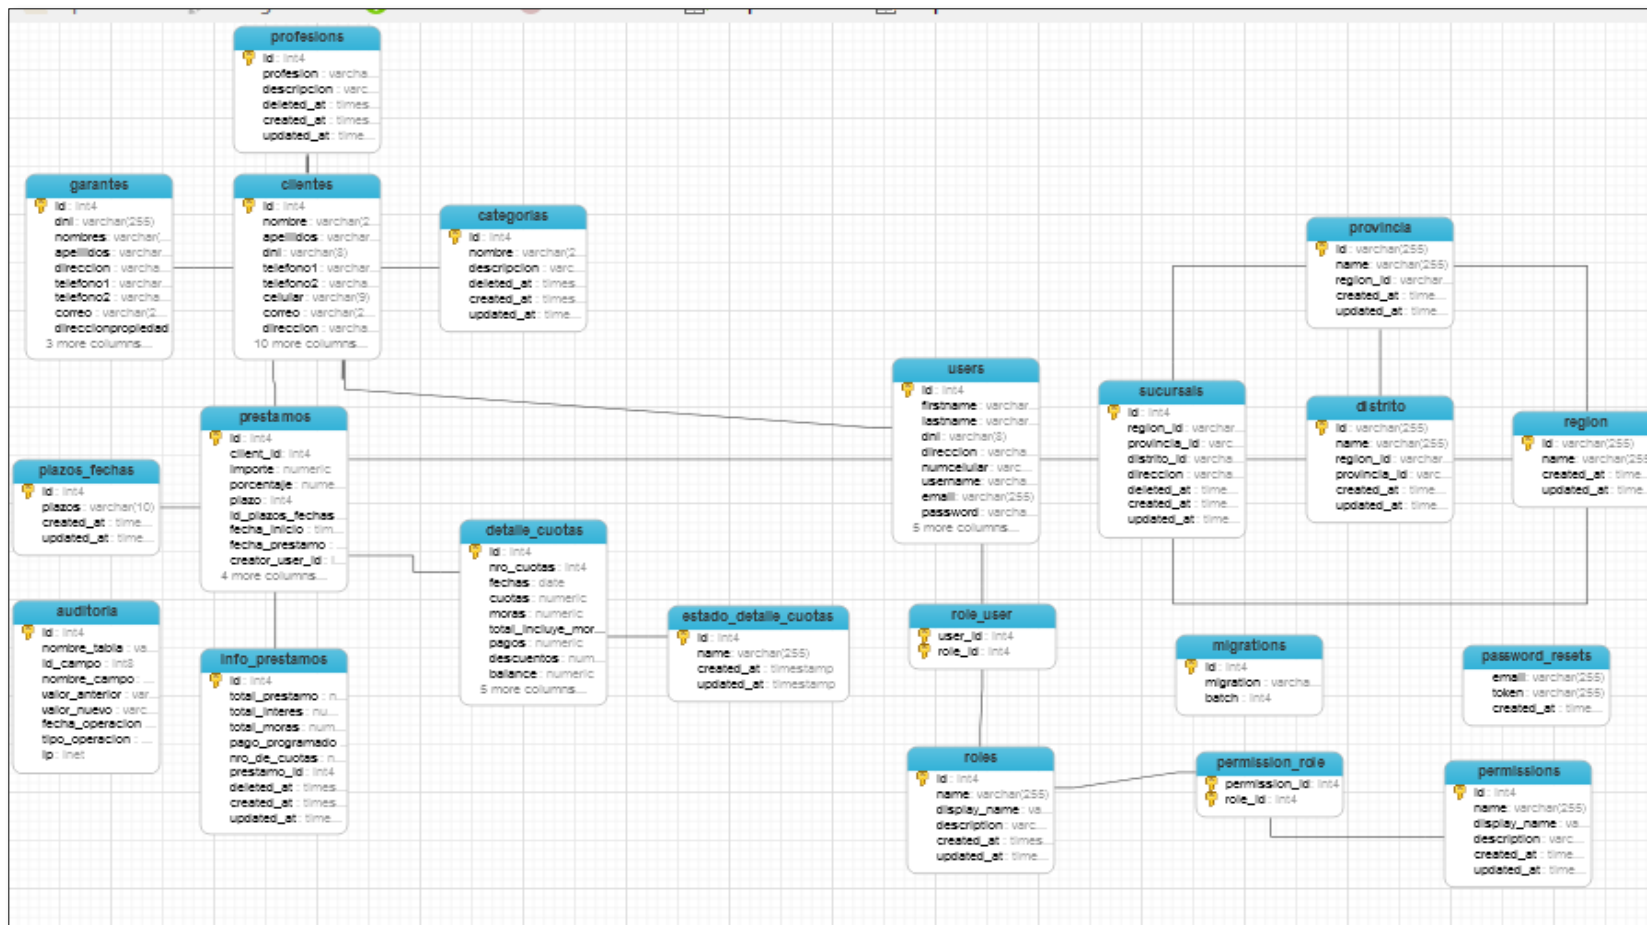 profesions
id : int4
profesion : varcha...
descripcion : varc...
deleted_at : times...
created_at : times...
updated_at : time...
garantes
id : int4
dni : varchar(255)
nombres : varchar(...
apellidos : varchar...
direccion : varcha...
telefono1 : varchar...
telefono2 : varcha...
correo : varchar(2...
direccionpropiedad
3 more columns...
clientes
id : int4
nombre : varchar(2...
apellidos : varchar...
dni : varchar(8)
telefono1 : varchar...
telefono2 : varcha...
celular : varchar(9)
correo : varchar(2...
direccion : varcha...
10 more columns...
categorias
id : int4
nombre : varchar(2...
descripcion : varc...
deleted_at : times...
created_at : times...
updated_at : time...
provincia
id : varchar(255)
name : varchar(255)
region_id : varchar...
created_at : time...
updated_at : time...
users
id : int4
firstname : varchar...
lastname : varchar...
dni : varchar(8)
direccion : varcha...
numcelular : varc...
username : varcha...
email : varchar(255)
password : varcha...
5 more columns...
sucursals
id : int4
region_id : varchar...
provincia_id : varc...
distrito_id : varcha...
direccion : varcha...
deleted_at : times...
created_at : times...
updated_at : time...
distrito
id : varchar(255)
name : varchar(255)
region_id : varchar...
provincia_id : varc...
created_at : time...
updated_at : time...
region
id : varchar(255)
name : varchar(255
created_at : time...
updated_at : time...
prestamos
id : int4
client_id : int4
importe : numeric
porcentaje : nume...
plazo : int4
id_plazos_fechas...
fecha_inicio : tim...
fecha_prestamo : ...
creator_user_id : i...
4 more columns...
plazos_fechas
id : int4
plazos : varchar(10)
created_at : time...
updated_at : time...
detalle_cuotas
id : int4
nro_cuotas : int4
fechas : date
cuotas : numeric
moras : numeric
total_incluye_mor...
pagos : numeric
descuentos : num...
balance : numeric
5 more columns...
auditoria
id : int4
nombre_tabla : va...
id_campo : int8
nombre_campo : ...
valor_anterior : var...
valor_nuevo : varc...
fecha_operacion ...
tipo_operacion : ...
ip : inet
info_prestamos
id : int4
total_prestamo : n...
total_interes : nu...
total_moras : num...
pago_programado ...
nro_de_cuotas : n...
prestamo_id : int4
deleted_at : times...
created_at : times...
updated_at : time...
estado_detalle_cuotas
id : int4
name : varchar(255)
created_at : timestamp
updated_at : timestamp
role_user
user_id : int4
role_id : int4
migrations
id : int4
migration : varcha...
batch : int4
password_resets
email : varchar(255)
token : varchar(255)
created_at : time...
roles
id : int4
name : varchar(255)
display_name : va...
description : varc...
created_at : times...
updated_at : time...
permission_role
permission_id : int4
role_id : int4
permissions
id : int4
name : varchar(255)
display_name : va...
description : varc...
created_at : time...
updated_at : time...